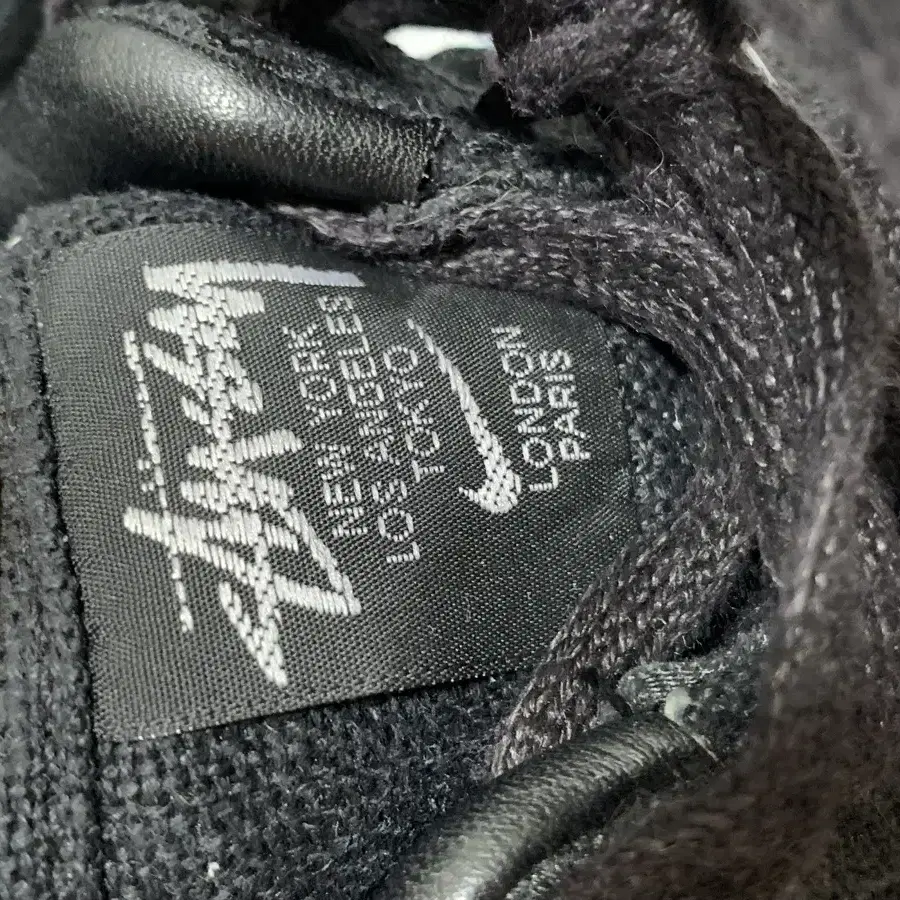 Stüssy
NEW YORK
LOS ANGELES
TOKYO
LONDON
PARIS